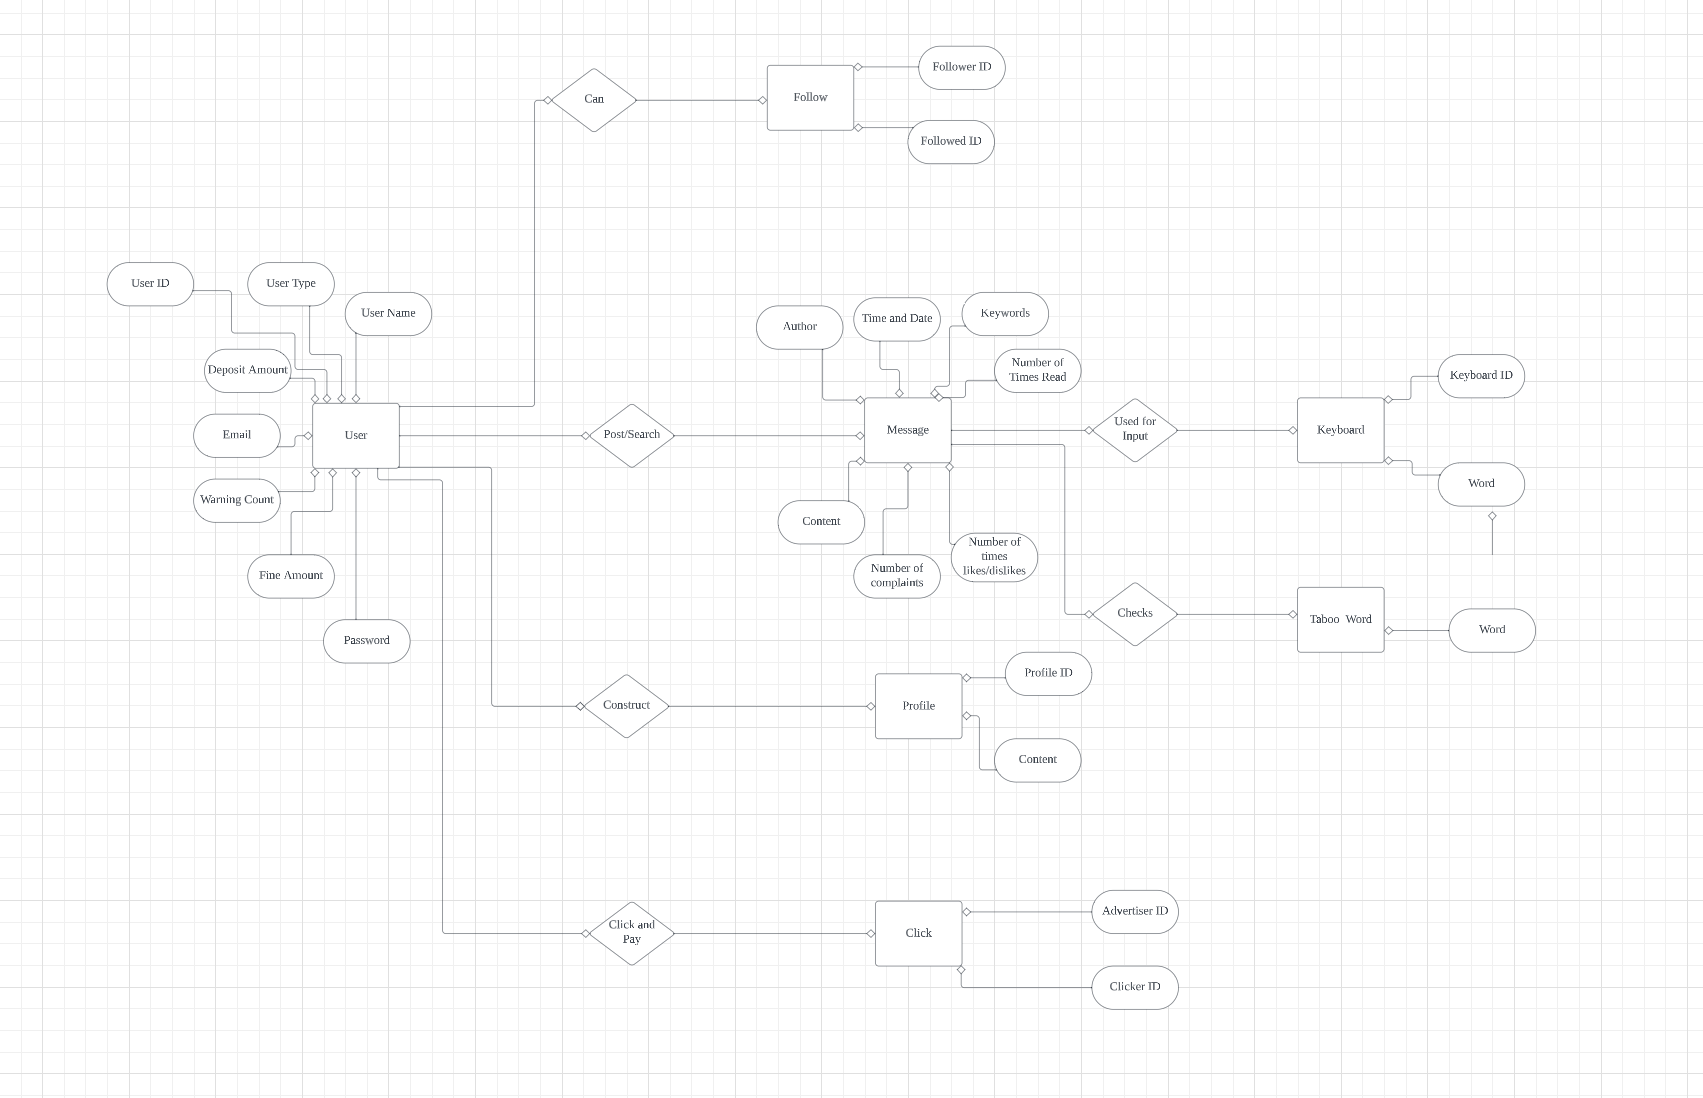 Follower ID
Can
Follow
Followed ID
User ID
User Type
User Name
Keywords
Author
Time and Date
Number of
Times Read
Deposit Amount
Keyboard ID
Email
User
Post/Search
Message
Used for
Input
Keyboard
Word
Warning Count
Content
Number of
times
likes/dislikes
Fine Amount
Number of
complaints
Password
Checks
Taboo Word
Word
Profile ID
Construct
Profile
Content
Advertiser ID
Click and
Pay
Click
Clicker ID